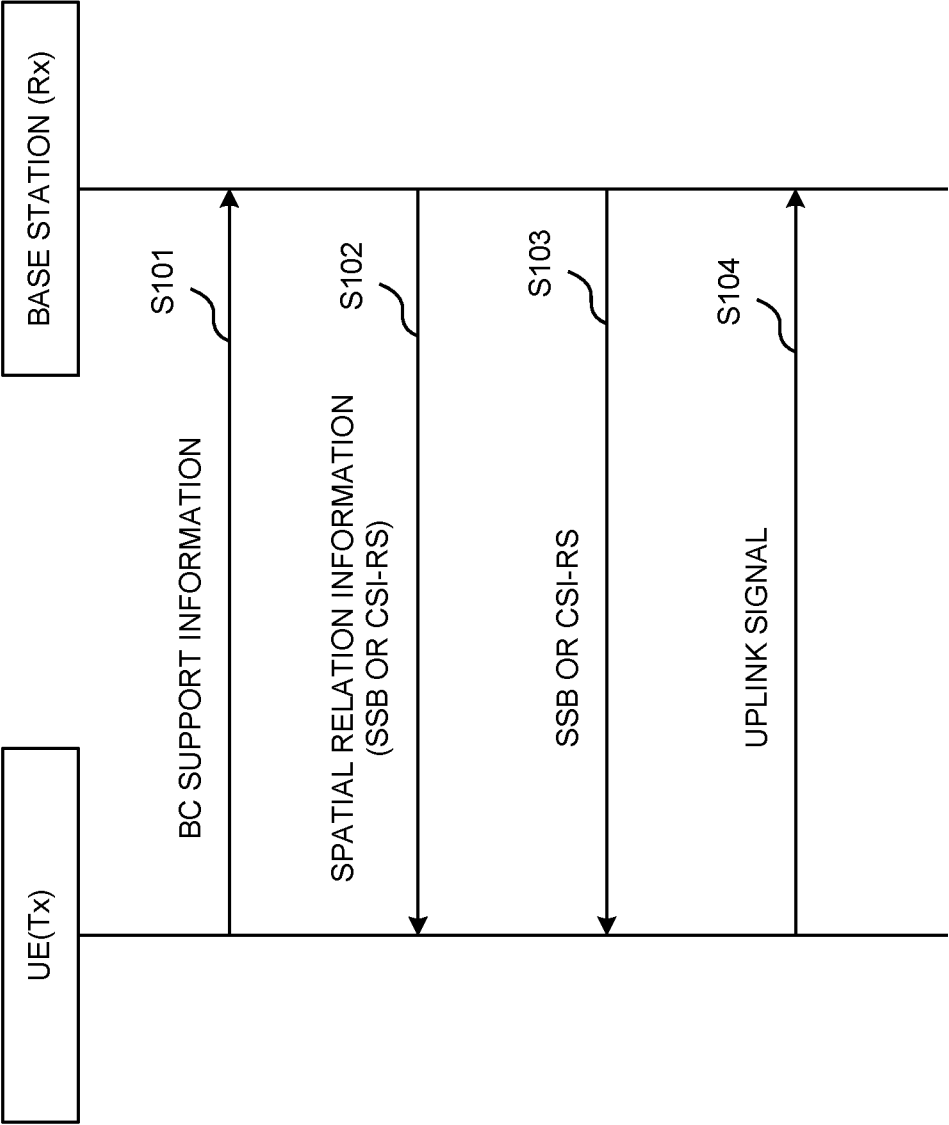 UE(Tx)
BASE STATION (Rx)
BC SUPPORT INFORMATION
S101
SPATIAL RELATION INFORMATION
(SSB OR CSI-RS)
S102
SSB OR CSI-RS
S103
UPLINK SIGNAL
S104